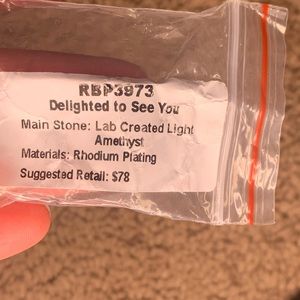 RBP3973
Delighted to See You
Main Stone: Lab Created Light
Amethyst
Materials: Rhodium Plating
Suggested Retail: $78